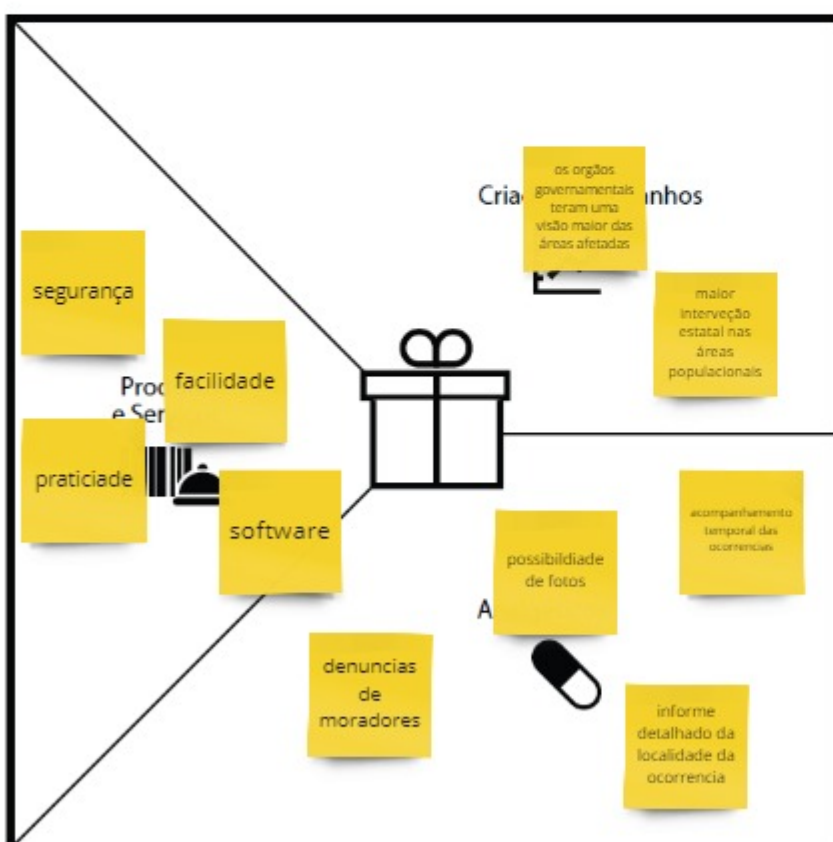 os orgãos
governamentais
teram uma
visão maior das
áreas afetadas
Cria
anhos
maior
interveção
estatal nas
áreas
populacionais
segurança
facilidade
Proc
e Ser
praticiade
software
acompanhamento
temporal das
ocorrencias
possibildiade
de fotos
A
denuncias
de
moradores
informe
detalhado da
localidade da
ocorrencia